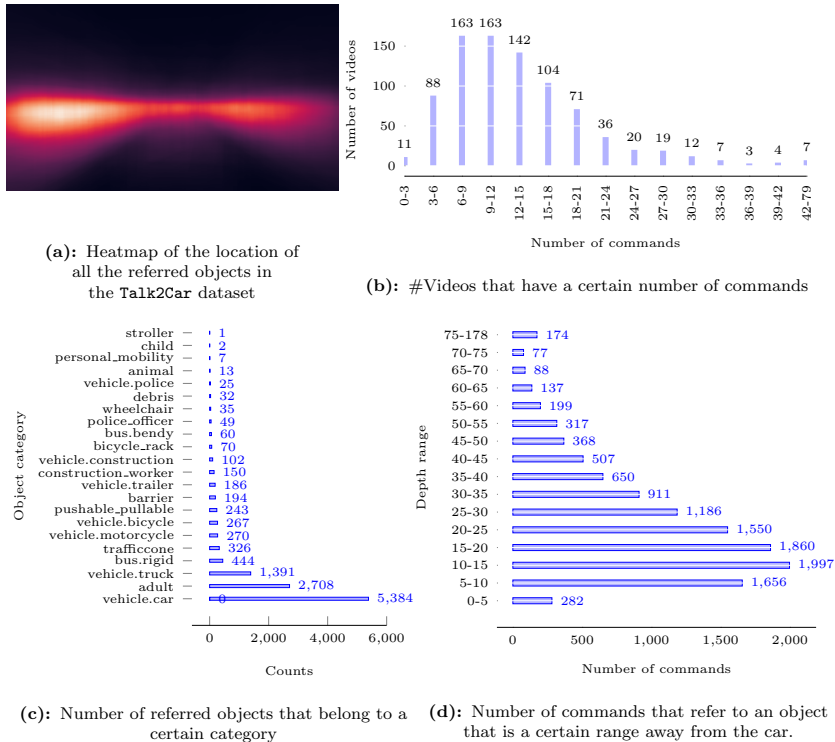 Number of videos
150
100
50
0
11
88
163
163
142
104
71
36
20
19
12
7
3
4
7
0-3
3-6
6-9
9-12
12-15
15-18
18-21
21-24
24-27
27-30
30-33
33-36
36-39
39-42
42-79
Number of commands
(a): Heatmap of the location of
all the referred objects in
the Talk2Car dataset
(b): #Videos that have a certain number of commands
Object category
stroller 1
child 2
personal_mobility 7
animal 13
vehicle.police 25
debris 32
wheelchair 35
police_officer 49
bus.bendy 60
bicycle_rack 70
vehicle.construction 102
construction_worker 150
vehicle.trailer 186
barrier 194
pushable_pullable 243
vehicle.bicycle 267
vehicle.motorcycle 270
trafficcone 326
bus.rigid 444
vehicle.truck 1,391
adult 2,708
vehicle.car 0 5,384
0 2,000 4,000 6,000
Counts
Depth range
75-178 174
70-75 77
65-70 88
60-65 137
55-60 199
50-55 317
45-50 368
40-45 507
35-40 650
30-35 911
25-30 1,186
20-25 1,550
15-20 1,860
10-15 1,997
5-10 1,656
0-5 282
0 500 1,000 1,500 2,000
Number of commands
(c): Number of referred objects that belong to a
certain category
(d): Number of commands that refer to an object
that is a certain range away from the car.